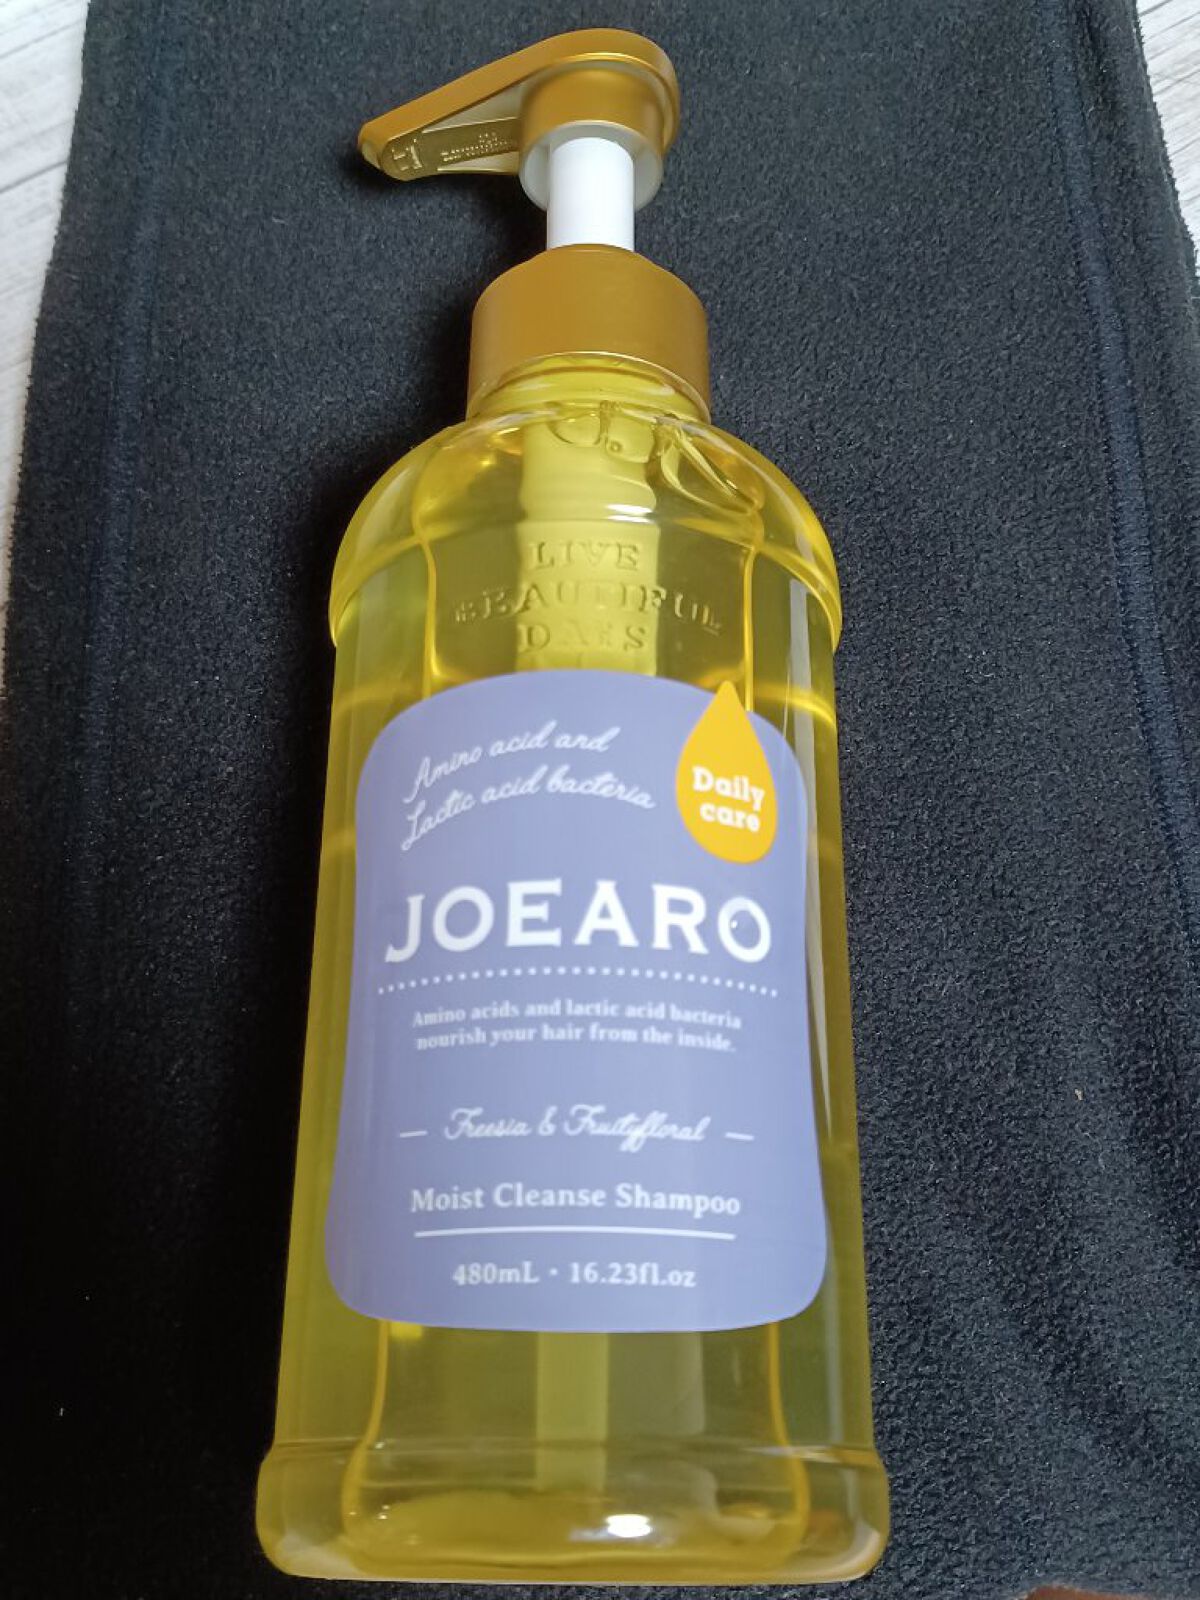 LIVE
BEAUTIFUL
DAYS
Amino acid and
Lactic acid bacteria
Daily
care
JOEARO
Amino acids and lactic acid bacteria
nourish your hair from the inside.
Freesia & Fruityfloral
Moist Cleanse Shampoo
480mL・16.23fl.oz